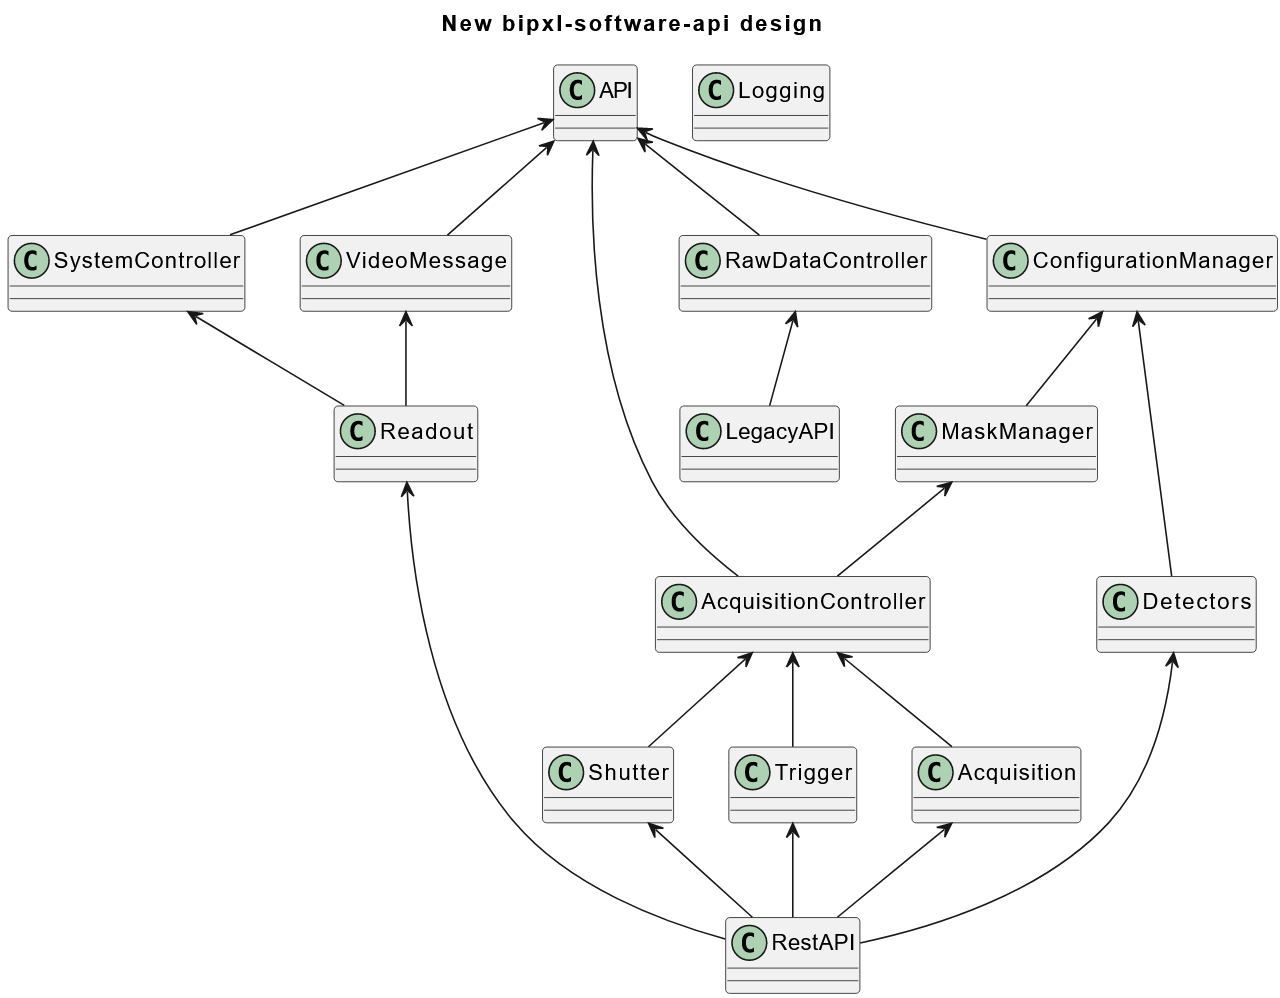 New bipxl-software-api design
C API
C Logging
C SystemController
C VideoMessage
C RawDataController
C ConfigurationManager
C Readout
C LegacyAPI
C MaskManager
C AcquisitionController
C Detectors
C Shutter
C Trigger
C Acquisition
C RestAPI